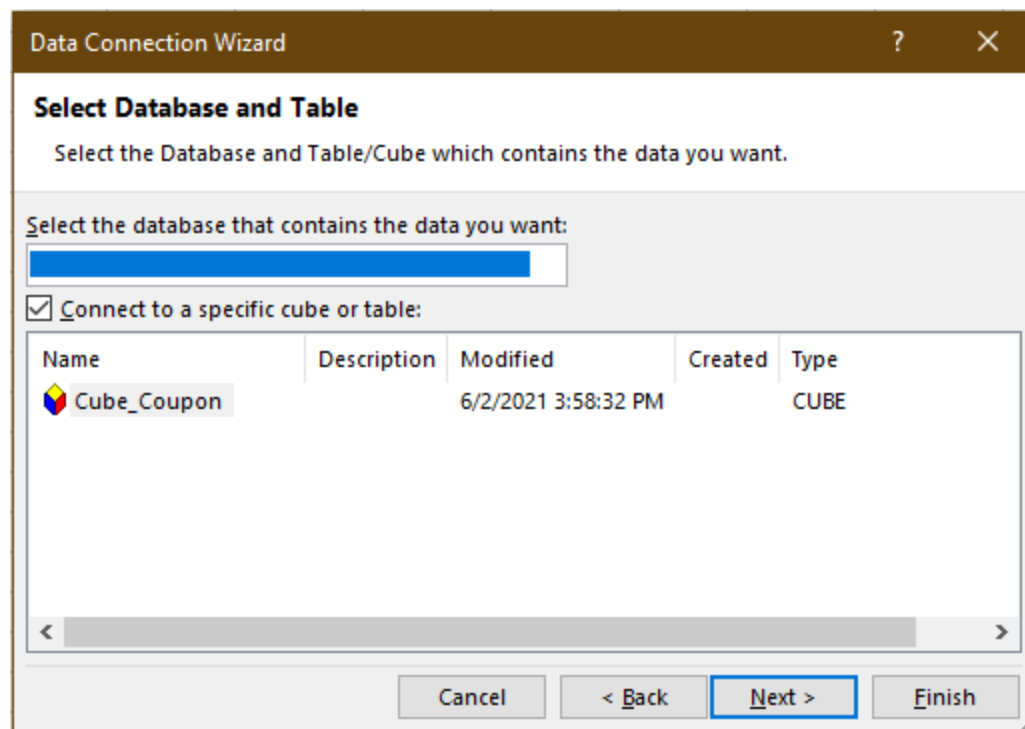 Data Connection Wizard ? ×
Select Database and Table
Select the Database and Table/Cube which contains the data you want.
Select the database that contains the data you want:
Connect to a specific cube or table:
Name Description Modified Created Type
Cube_Coupon 6/2/2021 3:58:32 PM CUBE
Cancel < Back Next > Finish